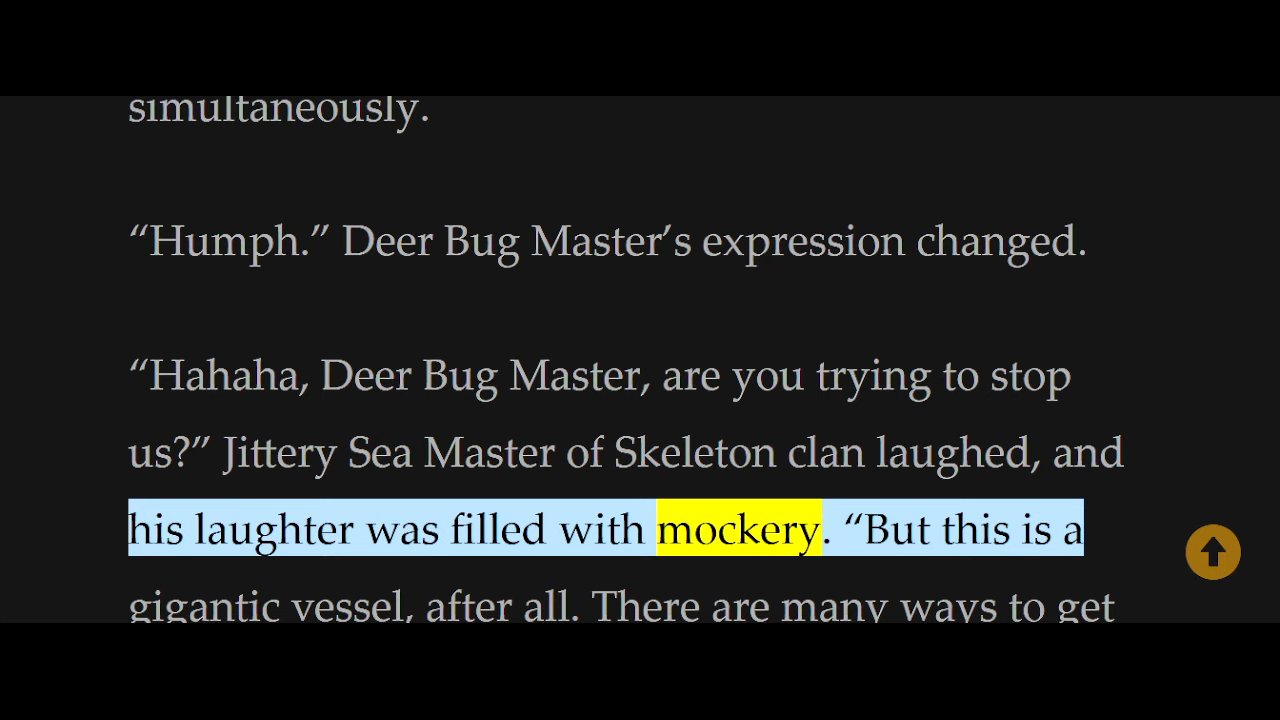 simultaneously.
“Humph.” Deer Bug Master’s expression changed.
“Hahaha, Deer Bug Master, are you trying to stop
us?” Jittery Sea Master of Skeleton clan laughed, and
his laughter was filled with mockery. “But this is a
gigantic vessel, after all. There are many ways to get